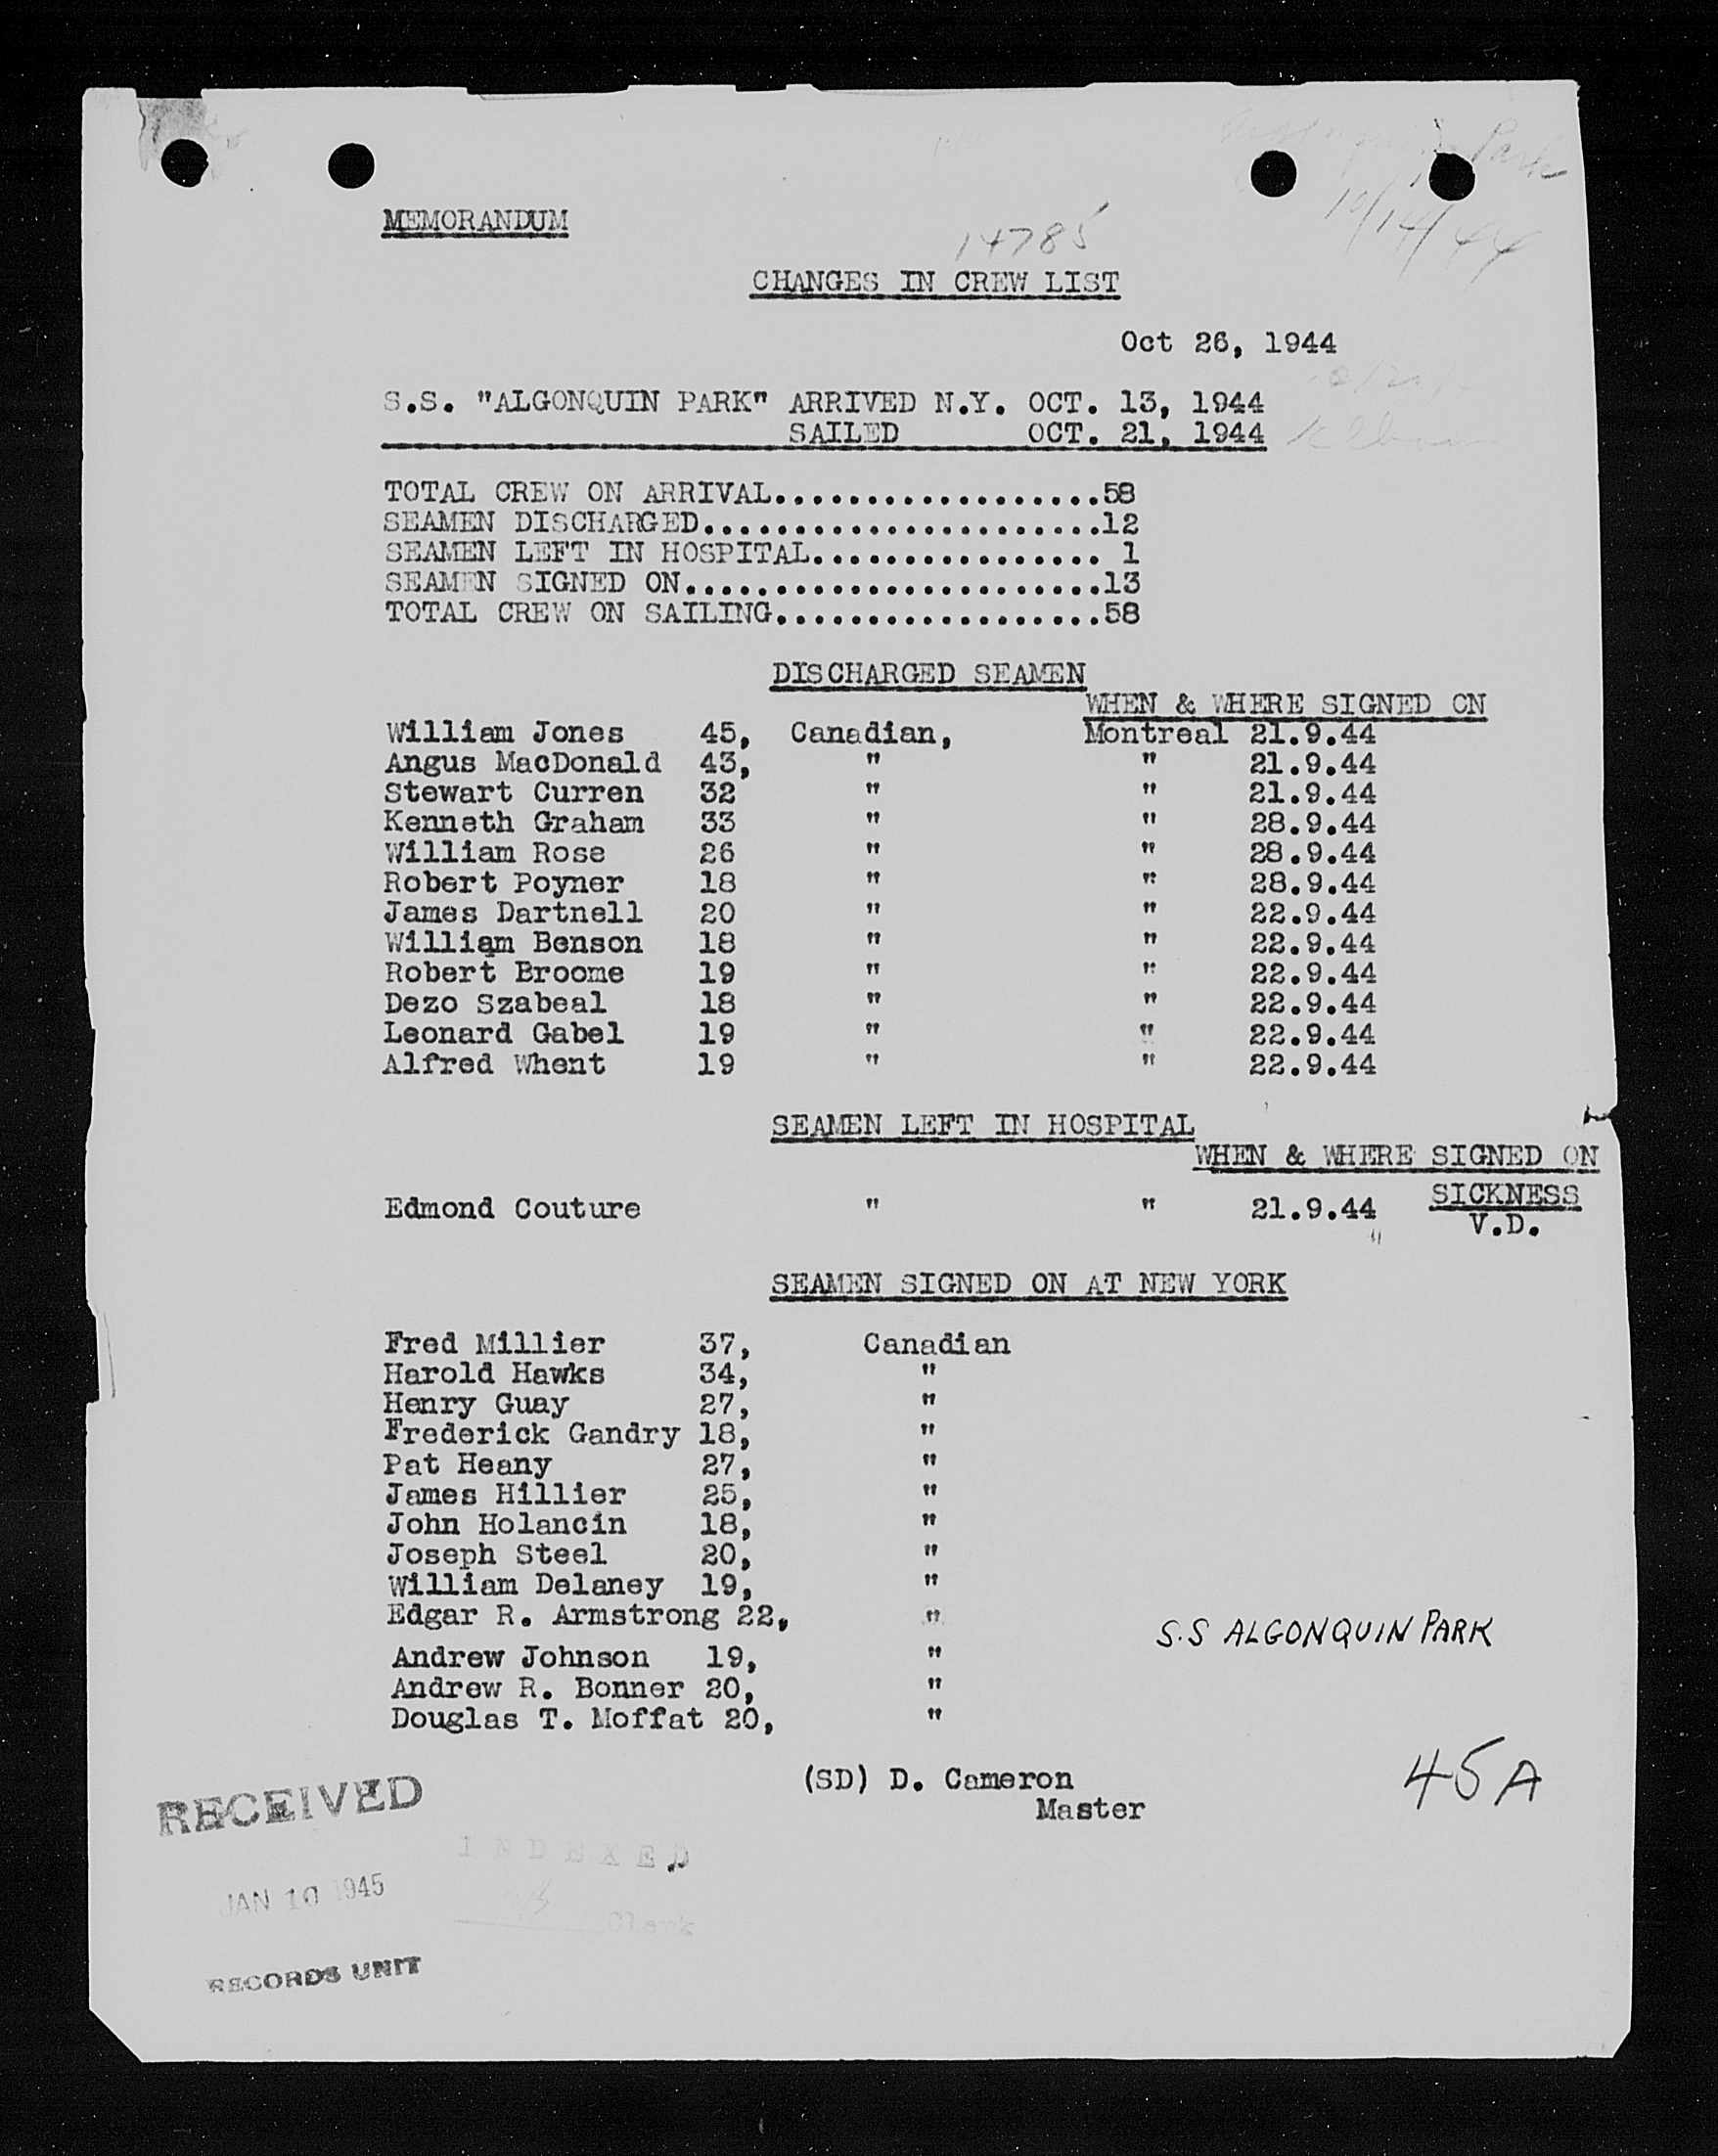 Park
10/14/44
MEMORANDUM
14785
CHANGES IN CREW LIST
Oct 26, 1944
S.S. "ALGONQUIN PARK" ARRIVED N.Y. OCT. 13, 1944
SAILED OCT. 21, 1944
TOTAL CREW ON ARRIVAL..................58
SEAMEN DISCHARGED......................12
SEAMEN LEFT IN HOSPITAL................ 1
SEAMEN SIGNED ON.......................13
TOTAL CREW ON SAILING..................58
DISCHARGED SEAMEN
WHEN & WHERE SIGNED ON
William Jones 45, Canadian, Montreal 21.9.44
Angus MacDonald 43, " " 21.9.44
Stewart Curren 32 " " 21.9.44
Kenneth Graham 33 " " 28.9.44
William Rose 26 " " 28.9.44
Robert Poyner 18 " " 28.9.44
James Dartnell 20 " " 22.9.44
William Benson 18 " " 22.9.44
Robert Broome 19 " " 22.9.44
Dezo Szabeal 18 " " 22.9.44
Leonard Gabel 19 " " 22.9.44
Alfred Whent 19 " " 22.9.44
SEAMEN LEFT IN HOSPITAL
WHEN & WHERE SIGNED ON
SICKNESS
Edmond Couture " " 21.9.44
V.D.
SEAMEN SIGNED ON AT NEW YORK
Fred Millier 37, Canadian
Harold Hawks 34, "
Henry Guay 27, "
Frederick Gandry 18, "
Pat Heany 27, "
James Hillier 25, "
John Holancin 18, "
Joseph Steel 20, "
William Delaney 19, "
Edgar R. Armstrong 22, "
S.S ALGONQUIN PARK
Andrew Johnson 19, "
Andrew R. Bonner 20, "
Douglas T. Moffat 20, "
(SD) D. Cameron
Master
45A
RECEIVED
INDEXED
JAN 10 1945
Clerk
RECORDS UNIT